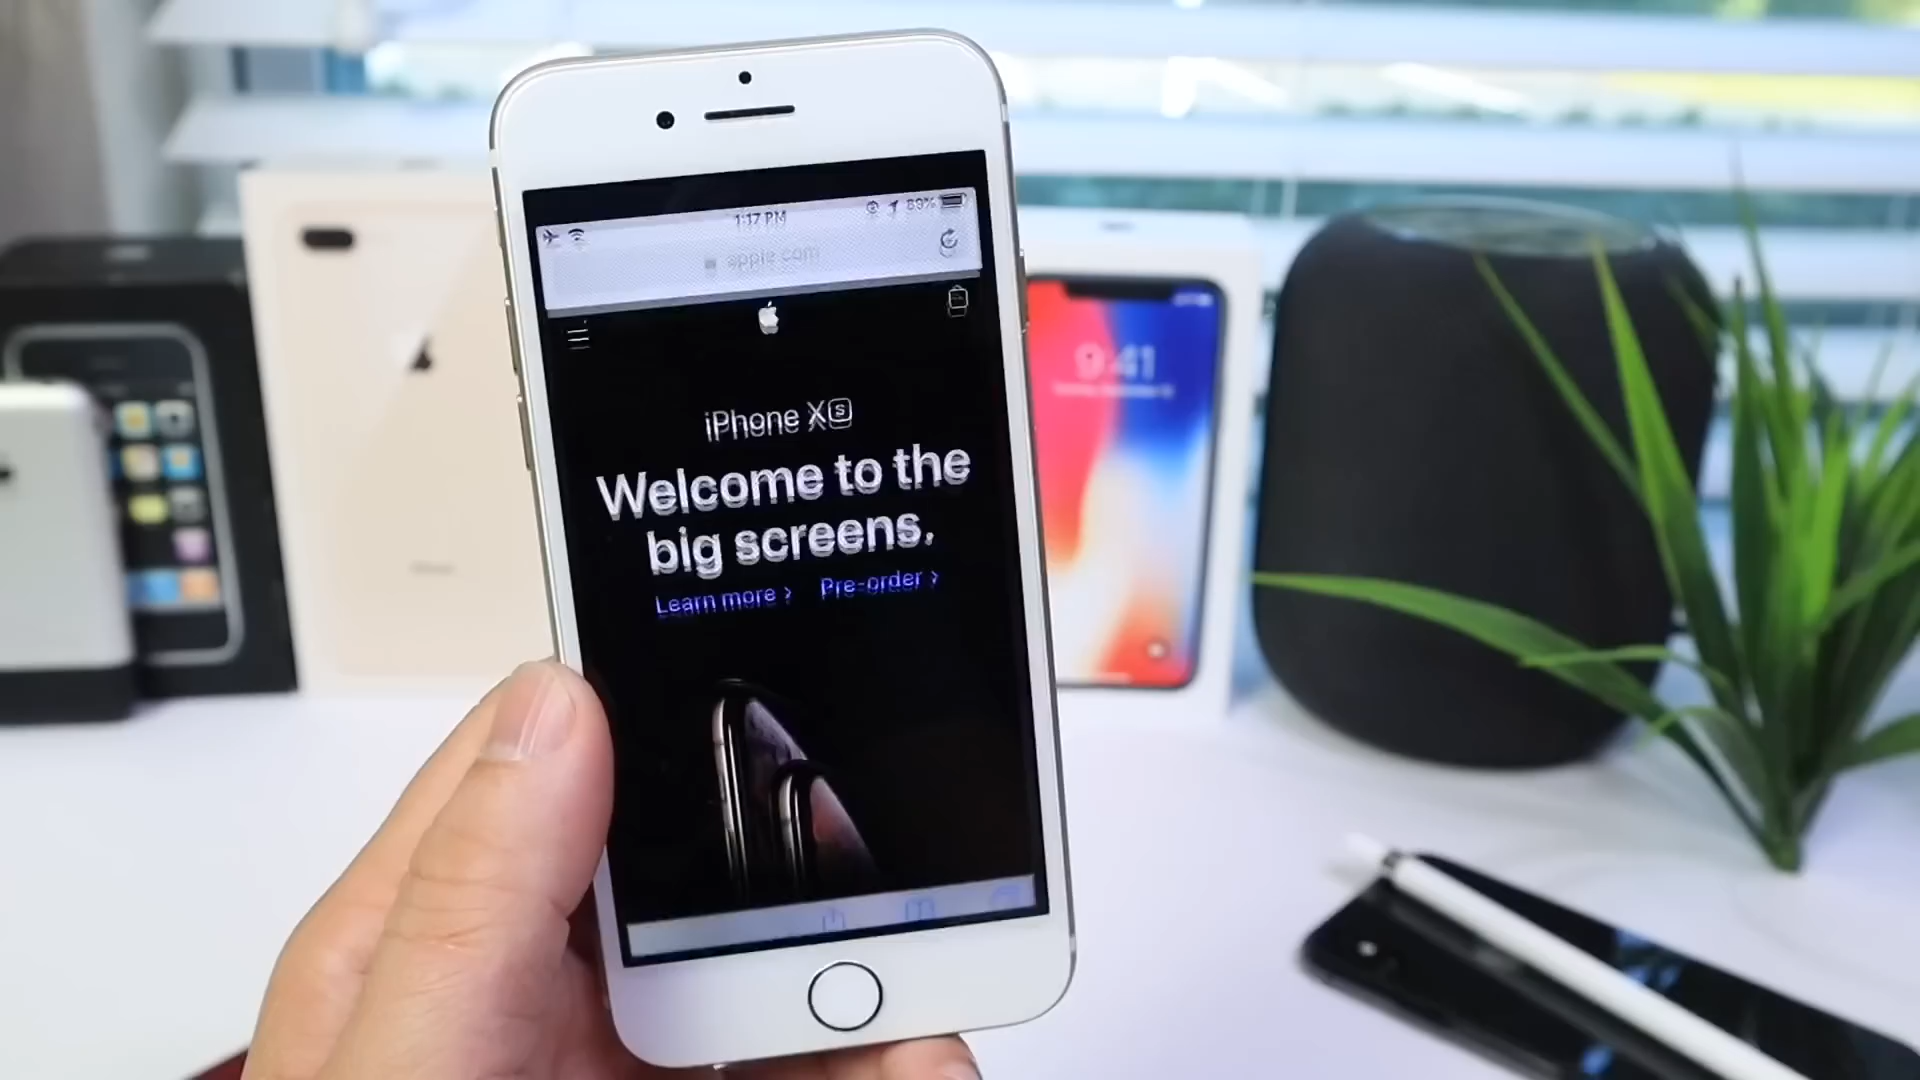 1:17 PM
89%
apple.com
iPhone XS
Welcome to the
big screens.
Learn more >
Pre-order >
9:41